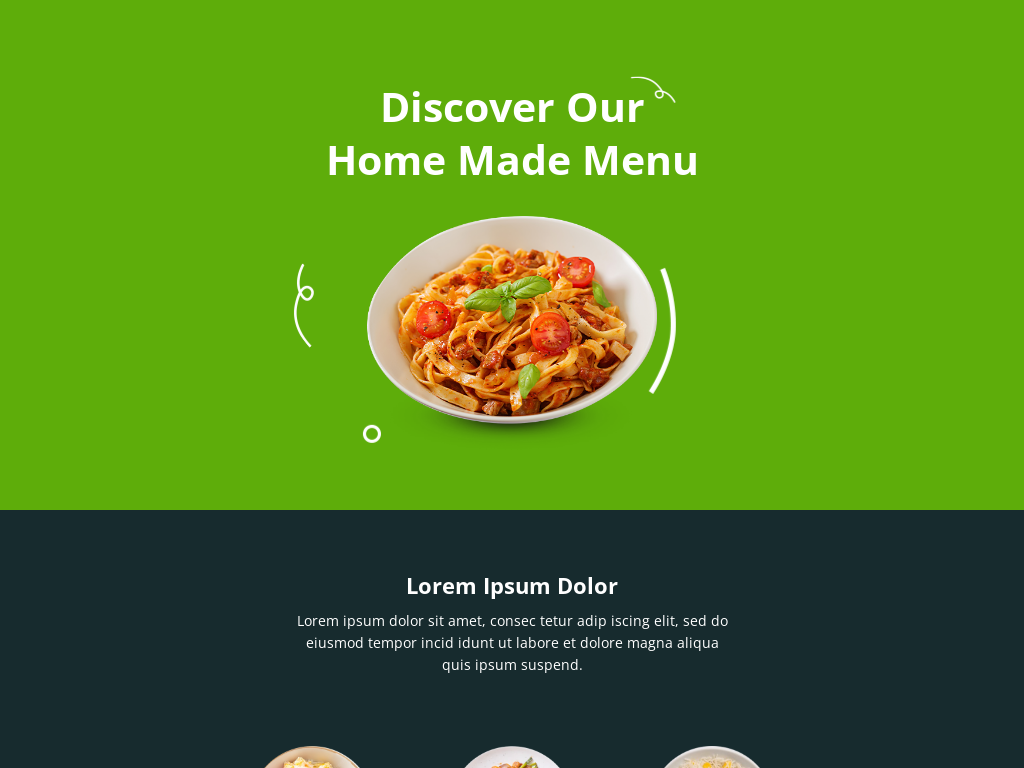 Discover Our
Home Made Menu
Lorem Ipsum Dolor
Lorem ipsum dolor sit amet, consec tetur adip iscing elit, sed do
eiusmod tempor incid idunt ut labore et dolore magna aliqua
quis ipsum suspend.